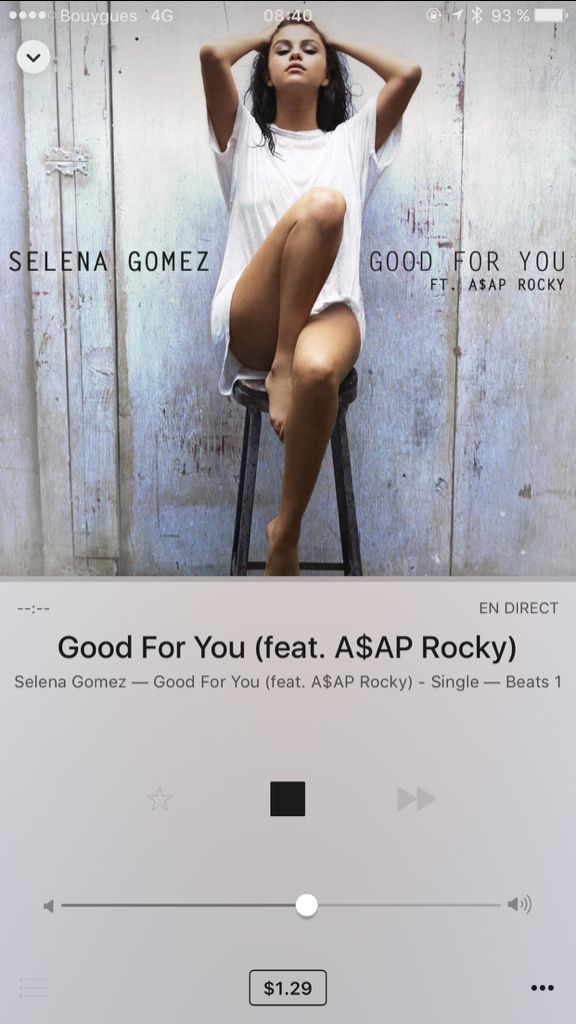 Bouygues 4G 08:40 93 %
SELENA GOMEZ GOOD FOR YOU
FT. A$AP ROCKY
--:-- EN DIRECT
Good For You (feat. A$AP Rocky)
Selena Gomez — Good For You (feat. A$AP Rocky) - Single — Beats 1
$1.29